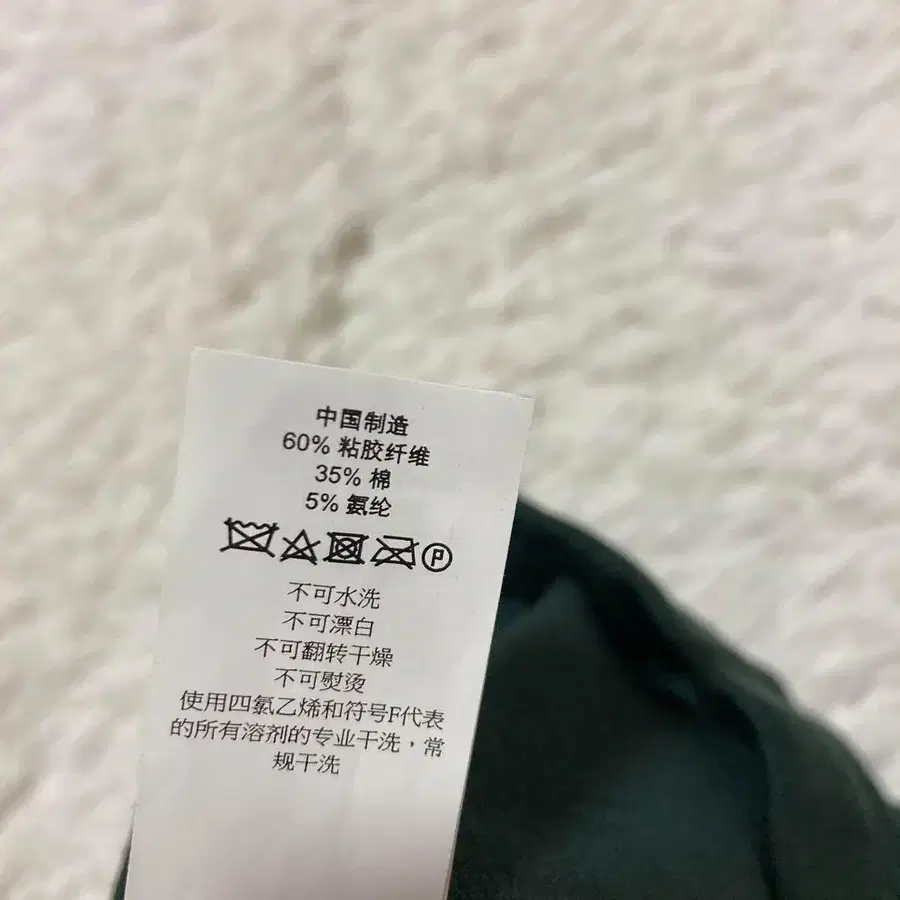 中国制造
60% 粘胶纤维
35% 棉
5% 氨纶
P
不可水洗
不可漂白
不可翻转干燥
不可熨烫
使用四氯乙烯和符号F代表
的所有溶剂的专业干洗，常
规干洗